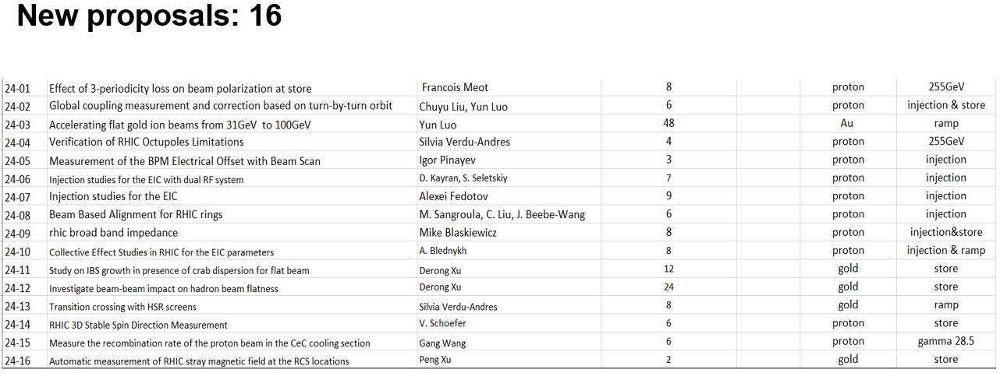 New proposals: 16
24-01 Effect of 3-periodicity loss on beam polarization at store Francois Meot 8 proton 255GeV
24-02 Global coupling measurement and correction based on turn-by-turn orbit Chuyu Liu, Yun Luo 6 proton injection & store
24-03 Accelerating flat gold ion beams from 31GeV to 100GeV Yun Luo 48 Au ramp
24-04 Verification of RHIC Octupoles Limitations Silvia Verdu-Andres 4 proton 255GeV
24-05 Measurement of the BPM Electrical Offset with Beam Scan Igor Pinayev 3 proton injection
24-06 Injection studies for the EIC with dual RF system D. Kayran, S. Seletskiy 7 proton injection
24-07 Injection studies for the EIC Alexei Fedotov 9 proton injection
24-08 Beam Based Alignment for RHIC rings M. Sangroula, C. Liu, J. Beebe-Wang 6 proton injection
24-09 rhic broad band impedance Mike Blaskiewicz 8 proton injection&store
24-10 Collective Effect Studies in RHIC for the EIC parameters A. Blednykh 8 proton injection & ramp
24-11 Study on IBS growth in presence of crab dispersion for flat beam Derong Xu 12 gold store
24-12 Investigate beam-beam impact on hadron beam flatness Derong Xu 24 gold store
24-13 Transition crossing with HSR screens Silvia Verdu-Andres 8 gold ramp
24-14 RHIC 3D Stable Spin Direction Measurement V. Schoefer 6 proton store
24-15 Measure the recombination rate of the proton beam in the CeC cooling section Gang Wang 6 proton gamma 28.5
24-16 Automatic measurement of RHIC stray magnetic field at the RCS locations Peng Xu 2 gold store